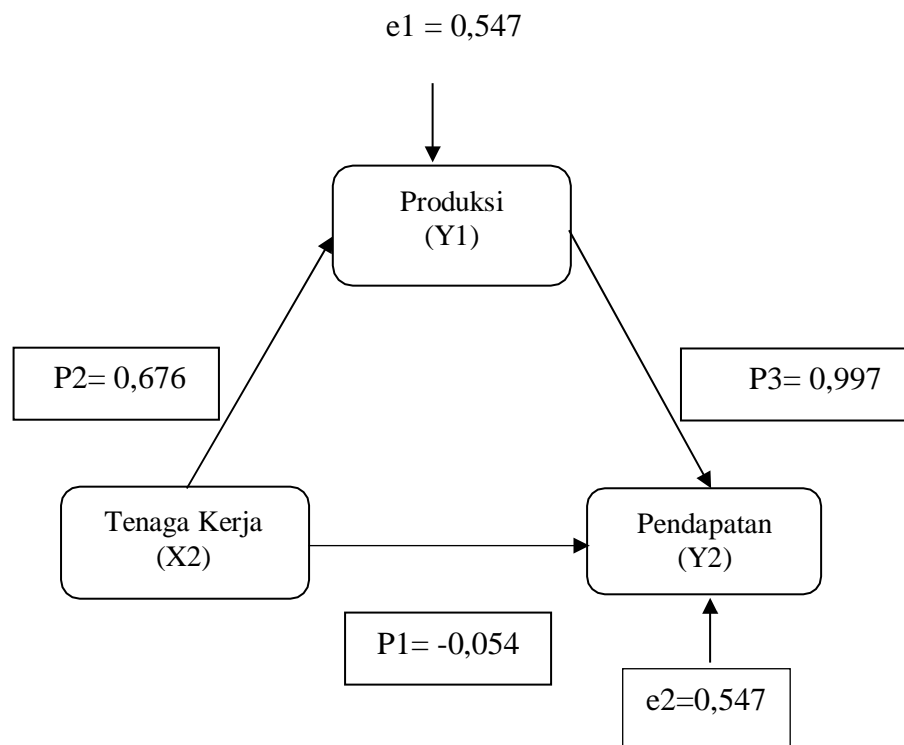 e1 = 0,547
Produksi
(Y1)
P2= 0,676
P3= 0,997
Tenaga Kerja
(X2)
Pendapatan
(Y2)
P1= -0,054
e2=0,547